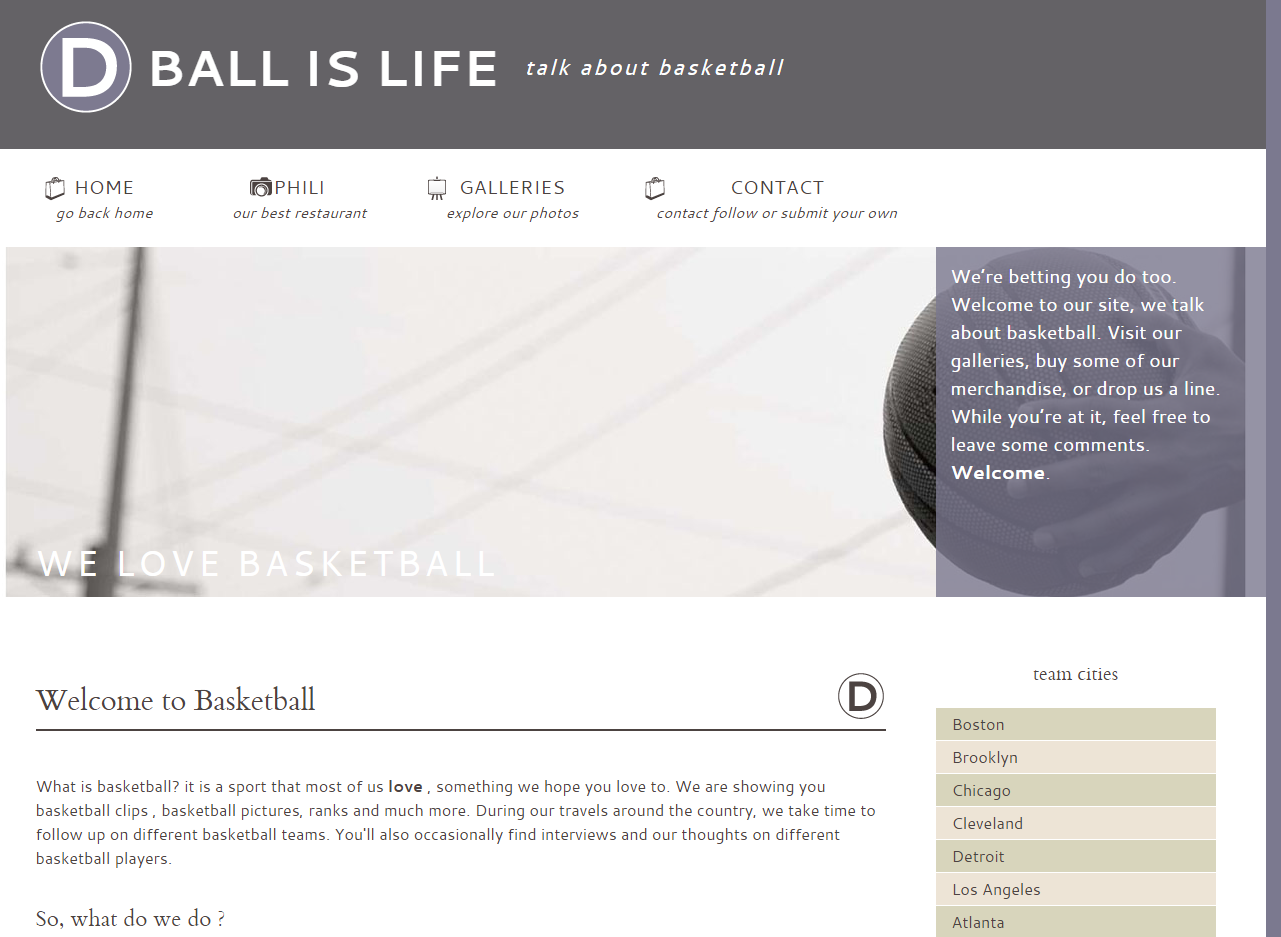 D BALL IS LIFE talk about basketball
HOME PHILI GALLERIES CONTACT
go back home our best restaurant explore our photos contact follow or submit your own
We're betting you do too.
Welcome to our site, we talk
about basketball. Visit our
galleries, buy some of our
merchandise, or drop us a line.
While you're at it, feel free to
leave some comments.
Welcome.
WE LOVE BASKETBALL
Welcome to Basketball D
What is basketball? it is a sport that most of us love , something we hope you love to. We are showing you
basketball clips , basketball pictures, ranks and much more. During our travels around the country, we take time to
follow up on different basketball teams. You'll also occasionally find interviews and our thoughts on different
basketball players.
So, what do we do ?
team cities
Boston
Brooklyn
Chicago
Cleveland
Detroit
Los Angeles
Atlanta